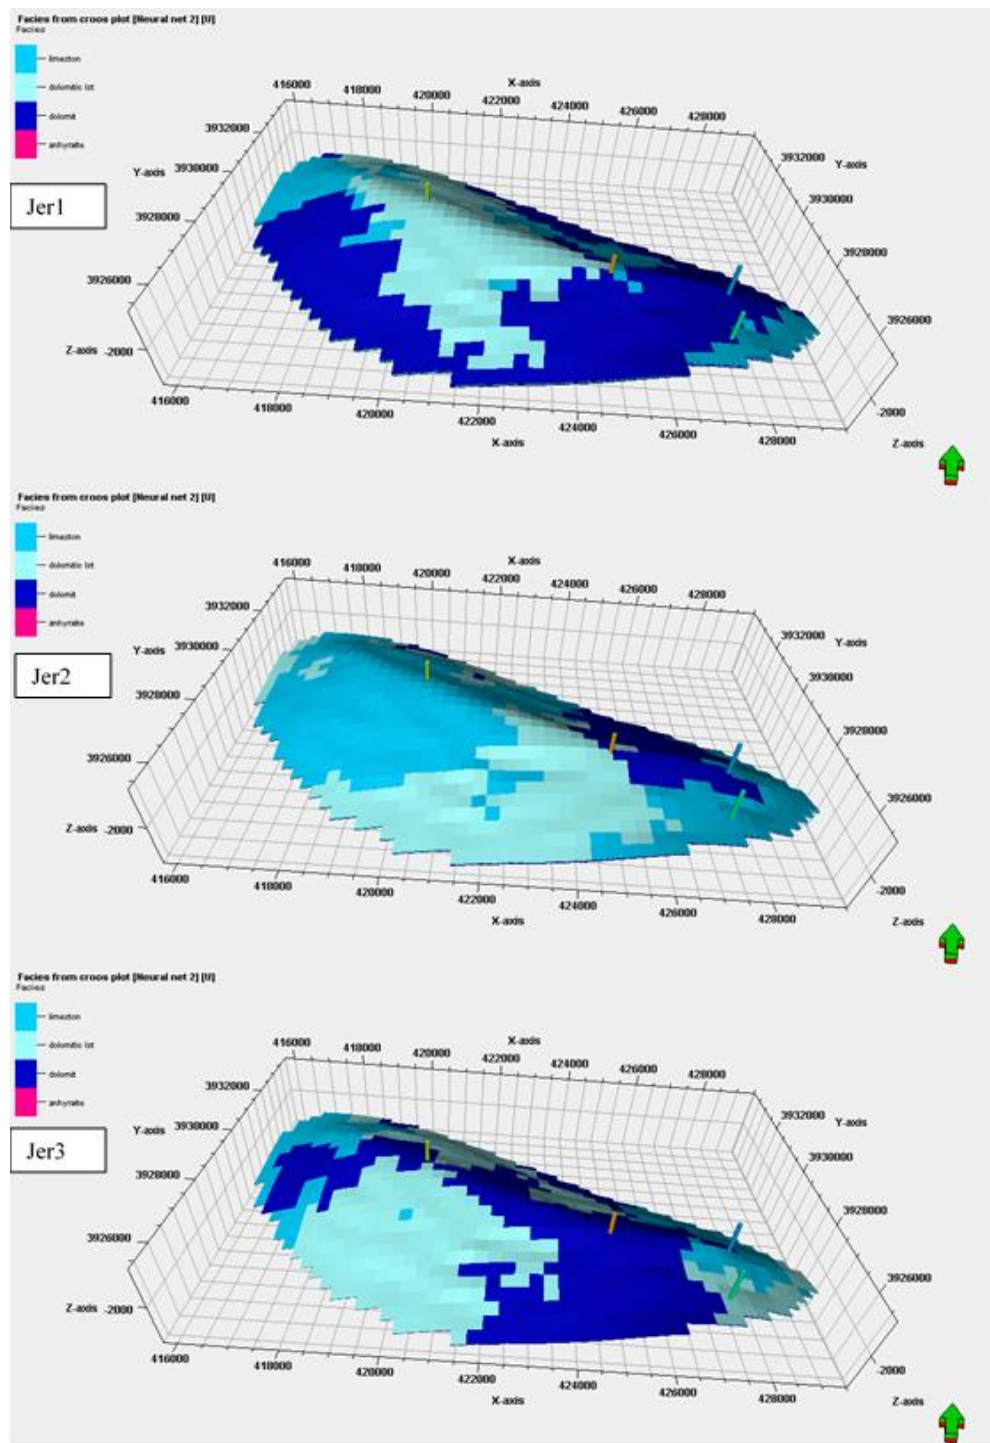 Facies from croos plot [Neural net 2] [U]
Facies
limeston
dolomitic lst
dolomit
anhyraite
Jer1
X-axis
416000 418000 420000 422000 424000 426000 428000
3932000 3932000
Y-axis 3930000 3930000 Y-axis
3928000 3928000
3926000 3926000
Z-axis -2000 -2000 Z-axis
416000 418000 420000 422000 424000 426000 428000
X-axis
Facies from croos plot [Neural net 2] [U]
Facies
limeston
dolomitic lst
dolomit
anhyraite
Jer2
X-axis
416000 418000 420000 422000 424000 426000 428000
3932000 3932000
Y-axis 3930000 3930000 Y-axis
3928000 3928000
3926000 3926000
Z-axis -2000 -2000 Z-axis
416000 418000 420000 422000 424000 426000 428000
X-axis
Facies from croos plot [Neural net 2] [U]
Facies
limeston
dolomitic lst
dolomit
anhyraite
Jer3
X-axis
416000 418000 420000 422000 424000 426000 428000
3932000 3932000
Y-axis 3930000 3930000 Y-axis
3928000 3928000
3926000 3926000
Z-axis -2000 -2000 Z-axis
416000 418000 420000 422000 424000 426000 428000
X-axis